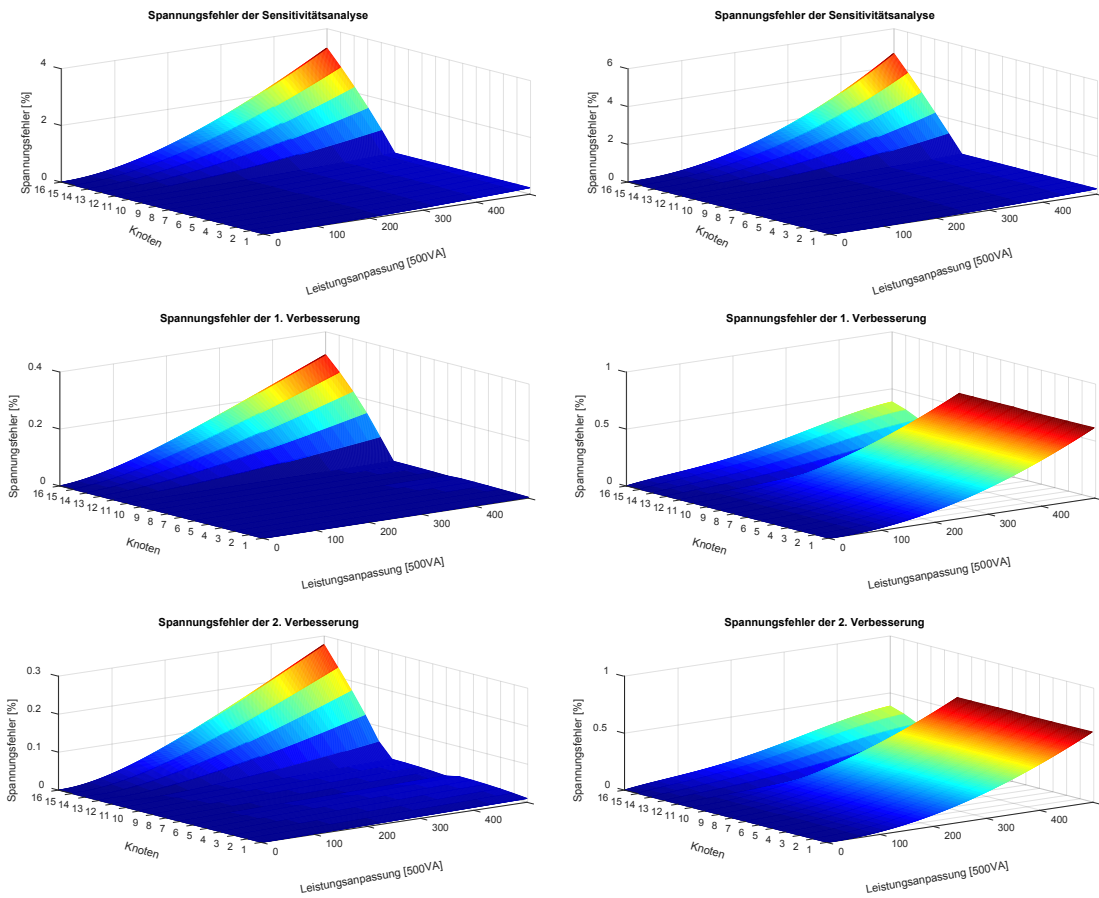 Spannungsfehler der Sensitivitätsanalyse
4
2
0
Spannungsfehler [%]
16 15 14 13 12 11 10 9 8 7 6 5 4 3 2 1
Knoten
0 100 200 300 400
Leistungsanpassung [500VA]
Spannungsfehler der Sensitivitätsanalyse
6
4
2
0
Spannungsfehler [%]
16 15 14 13 12 11 10 9 8 7 6 5 4 3 2 1
Knoten
0 100 200 300 400
Leistungsanpassung [500VA]
Spannungsfehler der 1. Verbesserung
0.4
0.2
0
Spannungsfehler [%]
16 15 14 13 12 11 10 9 8 7 6 5 4 3 2 1
Knoten
0 100 200 300 400
Leistungsanpassung [500VA]
Spannungsfehler der 1. Verbesserung
1
0.5
0
Spannungsfehler [%]
16 15 14 13 12 11 10 9 8 7 6 5 4 3 2 1
Knoten
0 100 200 300 400
Leistungsanpassung [500VA]
Spannungsfehler der 2. Verbesserung
0.3
0.2
0.1
0
Spannungsfehler [%]
16 15 14 13 12 11 10 9 8 7 6 5 4 3 2 1
Knoten
0 100 200 300 400
Leistungsanpassung [500VA]
Spannungsfehler der 2. Verbesserung
1
0.5
0
Spannungsfehler [%]
16 15 14 13 12 11 10 9 8 7 6 5 4 3 2 1
Knoten
0 100 200 300 400
Leistungsanpassung [500VA]